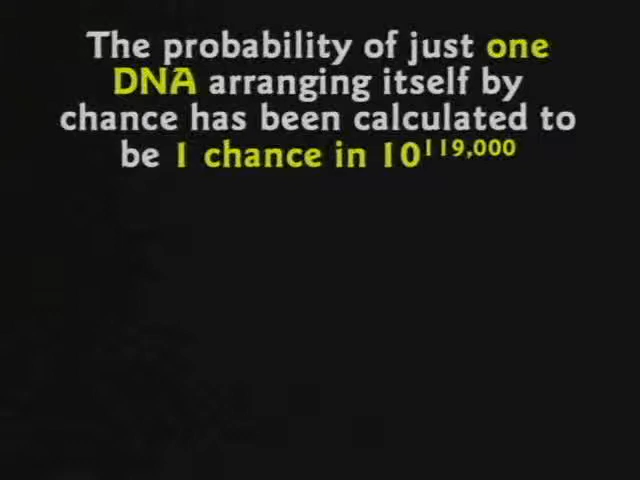 The probability of just one
DNA arranging itself by
chance has been calculated to
be 1 chance in 10¹¹⁹,⁰⁰⁰